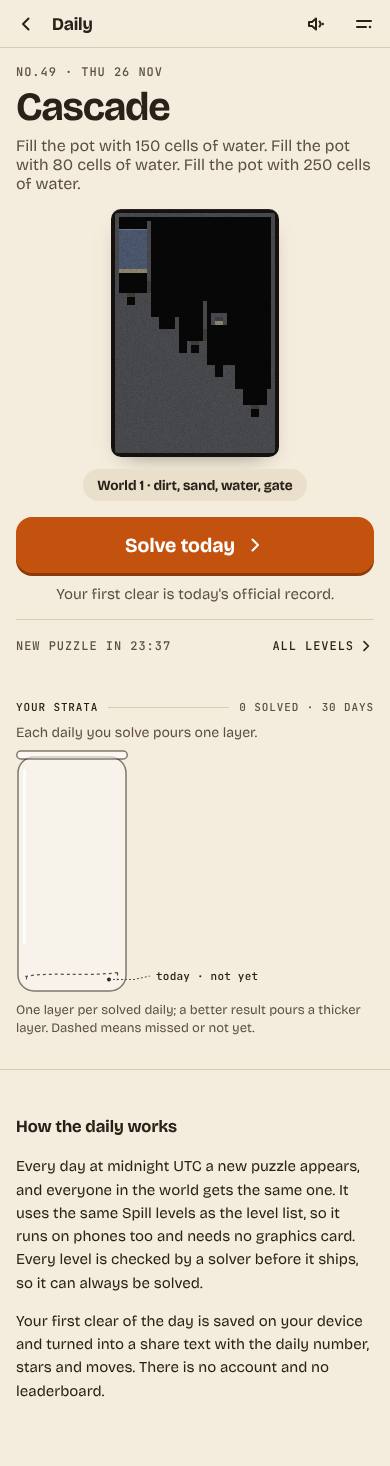 Daily
NO.49 · THU 26 NOV
Cascade
Fill the pot with 150 cells of water. Fill the pot
with 80 cells of water. Fill the pot with 250 cells
of water.
World 1 · dirt, sand, water, gate
Solve today
Your first clear is today's official record.
NEW PUZZLE IN 23:37
ALL LEVELS
YOUR STRATA
0 SOLVED · 30 DAYS
Each daily you solve pours one layer.
today · not yet
One layer per solved daily; a better result pours a thicker
layer. Dashed means missed or not yet.
How the daily works
Every day at midnight UTC a new puzzle appears,
and everyone in the world gets the same one. It
uses the same Spill levels as the level list, so it
runs on phones too and needs no graphics card.
Every level is checked by a solver before it ships,
so it can always be solved.
Your first clear of the day is saved on your device
and turned into a share text with the daily number,
stars and moves. There is no account and no
leaderboard.